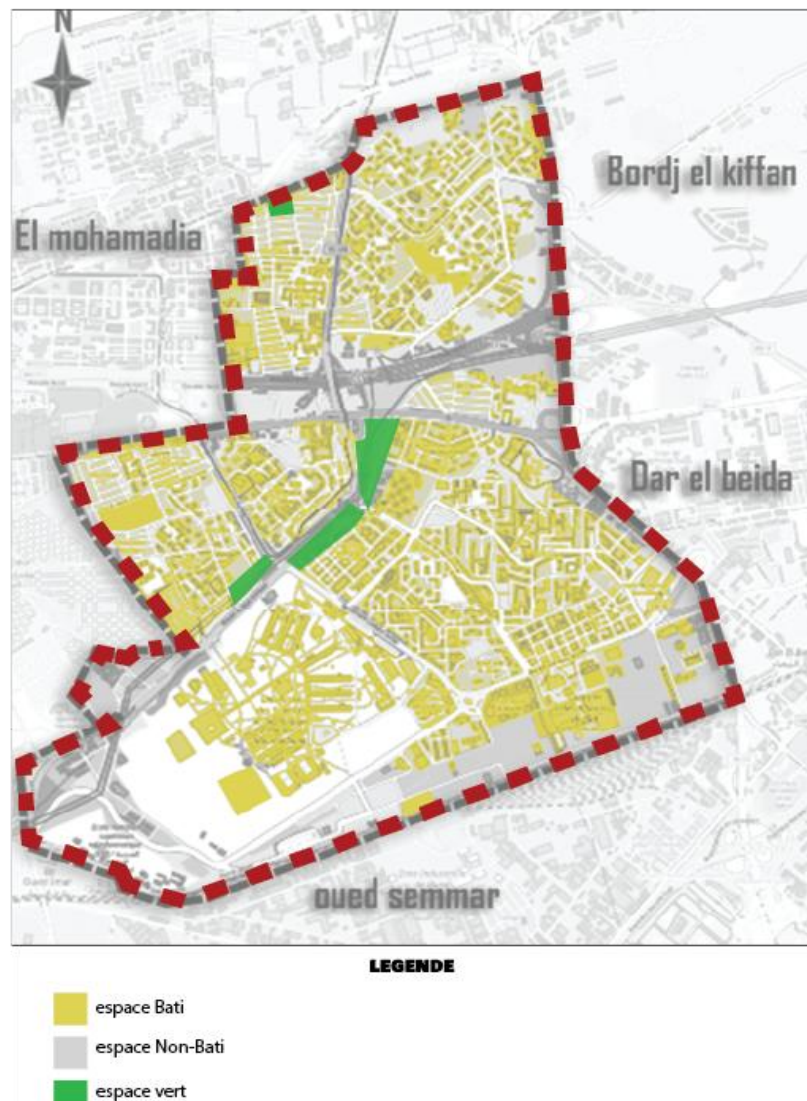 N
Bordj el kiffan
El mohamadia
Dar el beida
oued semmar
LEGENDE
espace Bati
espace Non-Bati
espace vert